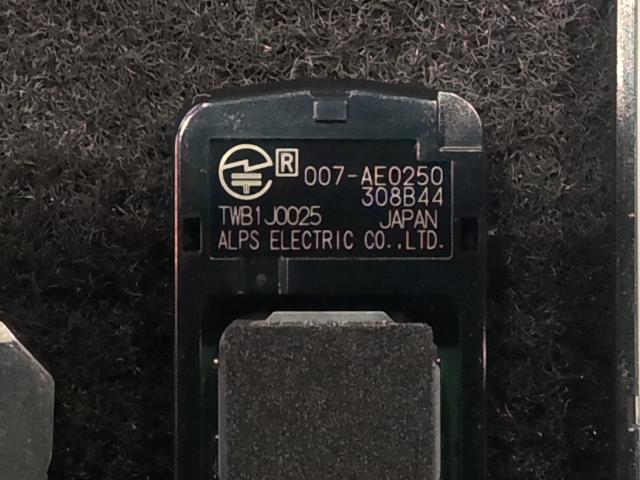 R 007-AE0250
308B44
TWB1J0025 JAPAN
ALPS ELECTRIC CO.,LTD.